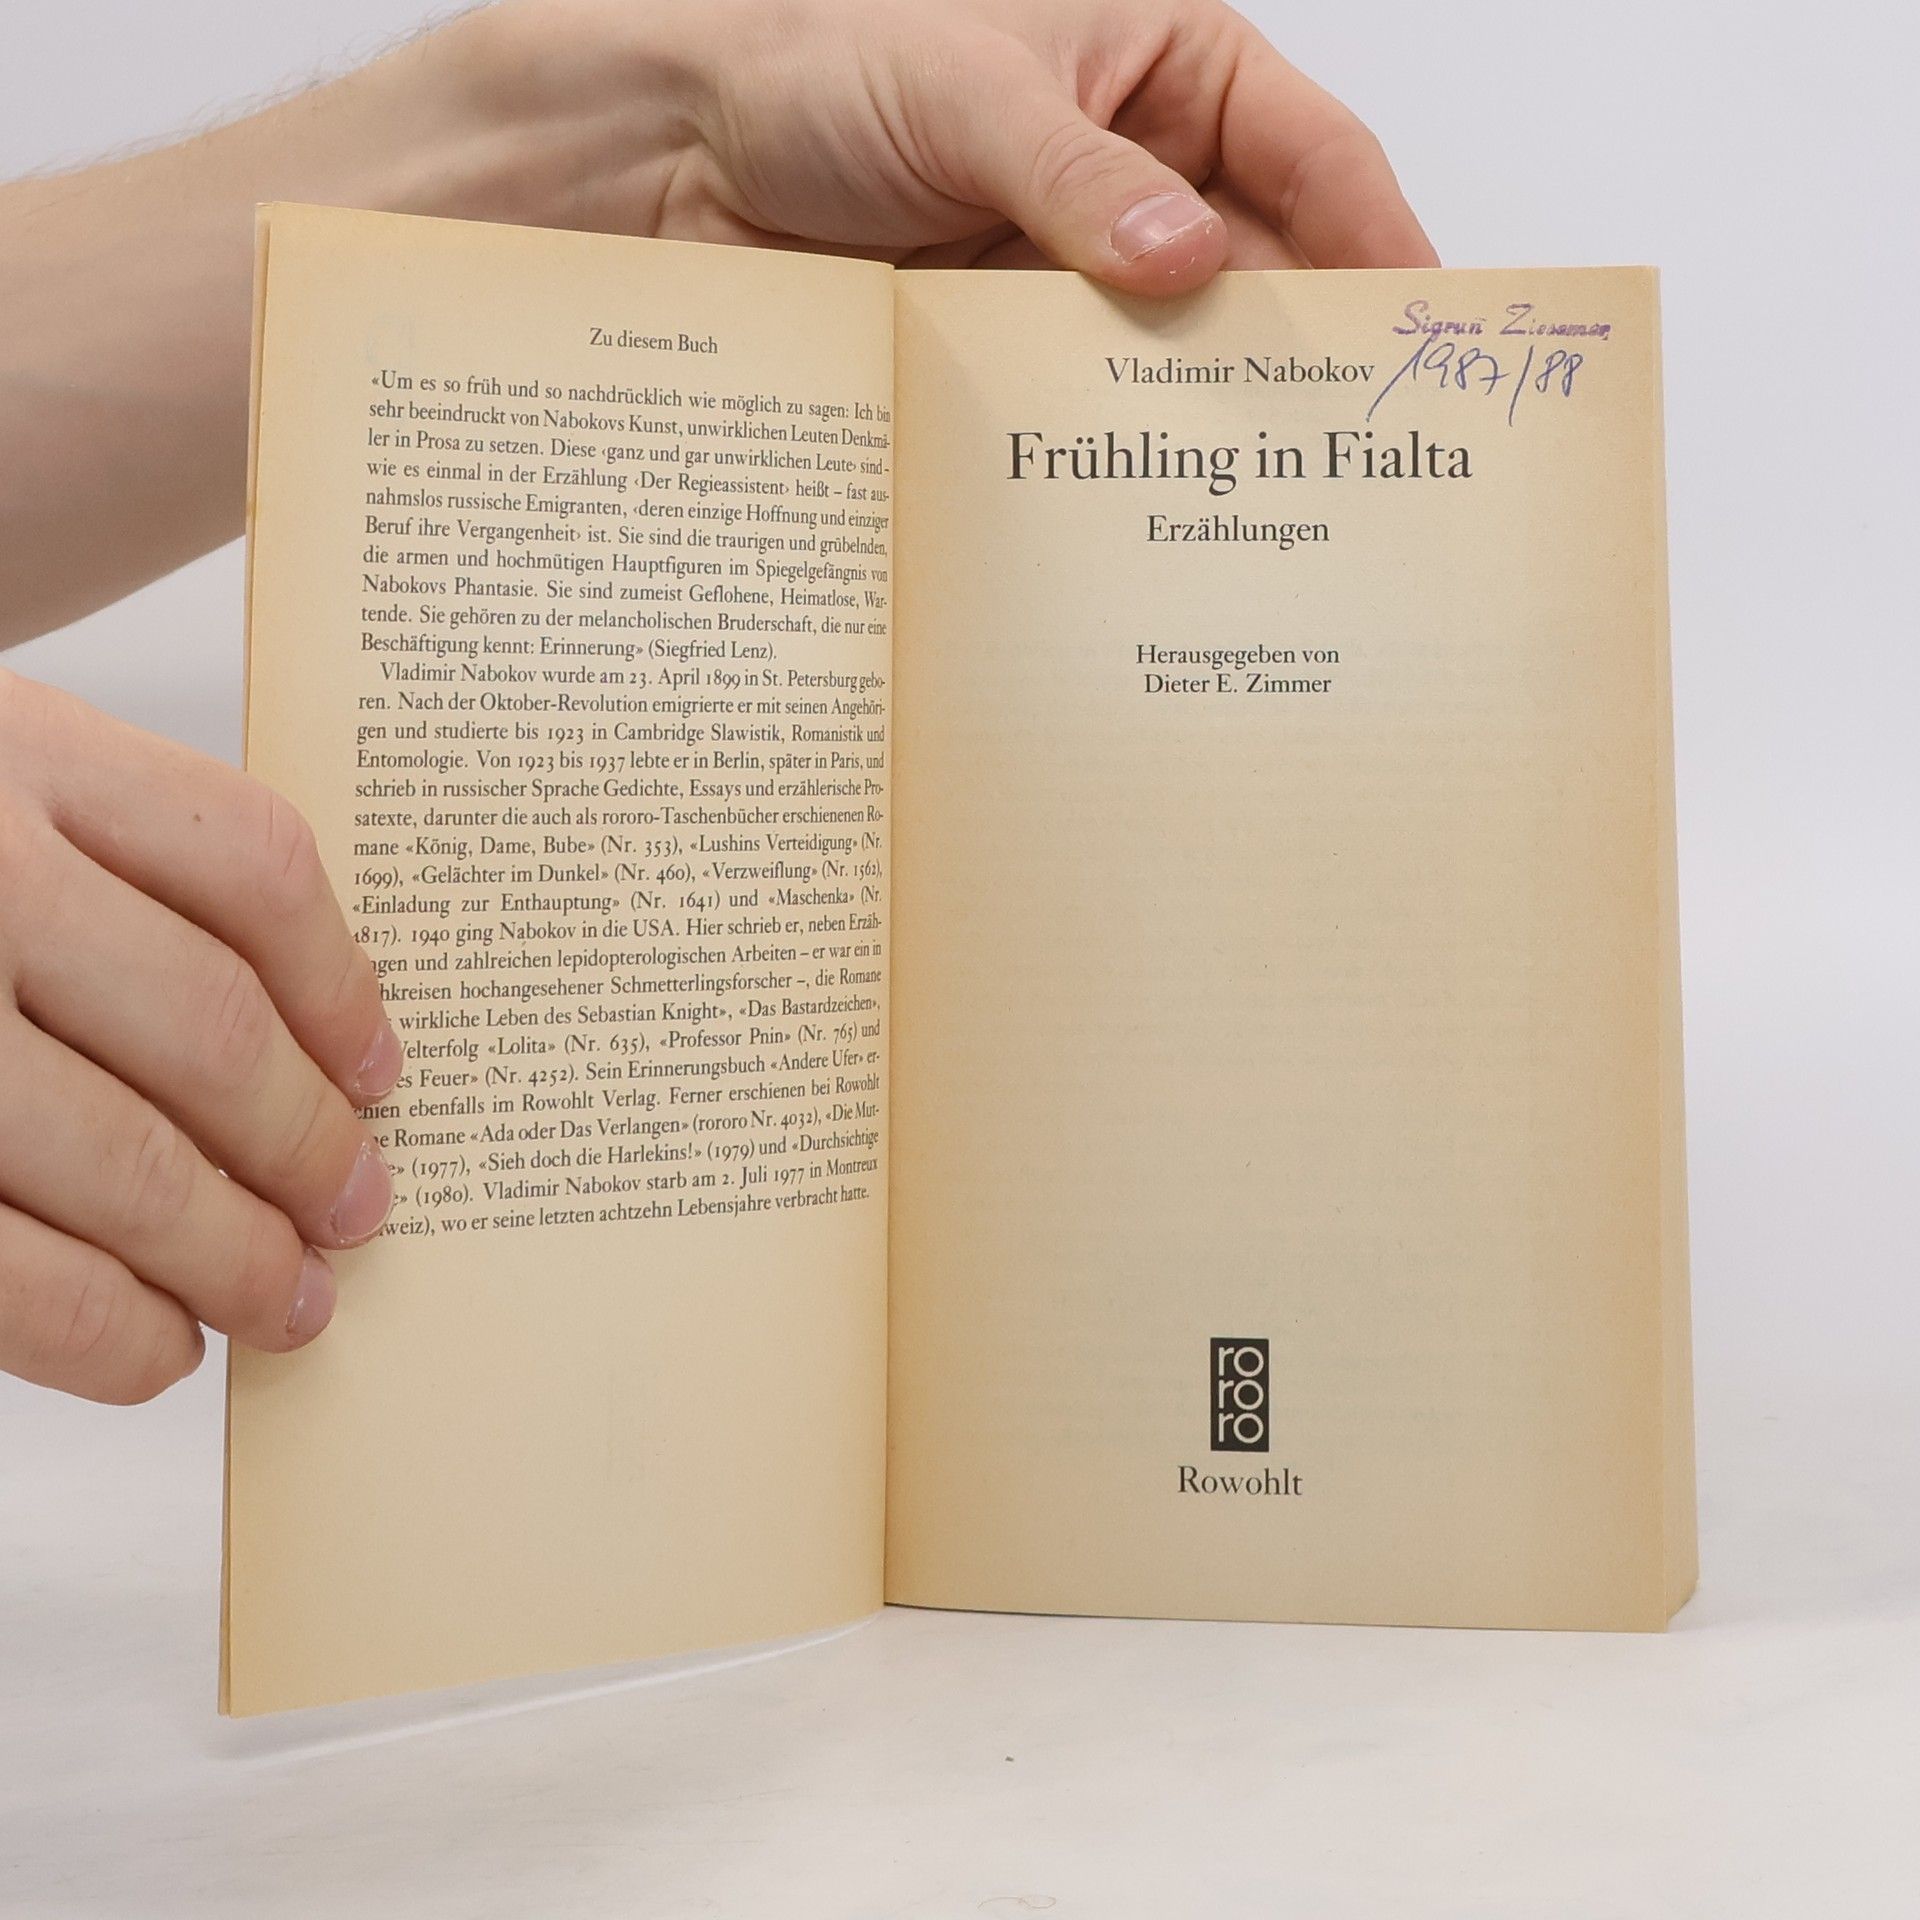 Zu diesem Buch
«Um es so früh und so nachdrücklich wie möglich zu sagen: Ich bin
sehr beeindruckt von Nabokovs Kunst, unwirklichen Leuten Denkmä-
ler in Prosa zu setzen. Diese ‹ganz und gar unwirklichen Leute› sind –
wie es einmal in der Erzählung ‹Der Regieassistent› heißt – fast aus-
nahmslos russische Emigranten, ‹deren einzige Hoffnung und einziger
Beruf ihre Vergangenheit› ist. Sie sind die traurigen und grübelnden,
die armen und hochmütigen Hauptfiguren im Spiegelgefängnis von
Nabokovs Phantasie. Sie sind zumeist Geflohene, Heimatlose, War-
tende. Sie gehören zu der melancholischen Bruderschaft, die nur eine
Beschäftigung kennt: Erinnerung» (Siegfried Lenz).
Vladimir Nabokov wurde am 23. April 1899 in St. Petersburg gebo-
ren. Nach der Oktober-Revolution emigrierte er mit seinen Angehöri-
gen und studierte bis 1923 in Cambridge Slawistik, Romanistik und
Entomologie. Von 1923 bis 1937 lebte er in Berlin, später in Paris, und
schrieb in russischer Sprache Gedichte, Essays und erzählerische Pro-
satexte, darunter die auch als rororo-Taschenbücher erschienenen Ro-
mane «König, Dame, Bube» (Nr. 353), «Lushins Verteidigung» (Nr.
1699), «Gelächter im Dunkel» (Nr. 460), «Verzweiflung» (Nr. 1562),
«Einladung zur Enthauptung» (Nr. 1641) und «Maschenka» (Nr.
1817). 1940 ging Nabokov in die USA. Hier schrieb er, neben Erzäh-
ngen und zahlreichen lepidopterologischen Arbeiten – er war ein in
hkreisen hochangesehener Schmetterlingsforscher –, die Romane
wirkliche Leben des Sebastian Knight», «Das Bastardzeichen»,
elterfolg «Lolita» (Nr. 635), «Professor Pnin» (Nr. 765) und
es Feuer» (Nr. 4252). Sein Erinnerungsbuch «Andere Ufer» er-
chien ebenfalls im Rowohlt Verlag. Ferner erschienen bei Rowohlt
e Romane «Ada oder Das Verlangen» (rororo Nr. 4032), «Die Mut-
e» (1977), «Sieh doch die Harlekins!» (1979) und «Durchsichtige
e» (1980). Vladimir Nabokov starb am 2. Juli 1977 in Montreux
weiz), wo er seine letzten achtzehn Lebensjahre verbracht hatte.
Sigrun Ziesemer
1987/88
Vladimir Nabokov
Frühling in Fialta
Erzählungen
Herausgegeben von
Dieter E. Zimmer
ro
ro
ro
Rowohlt